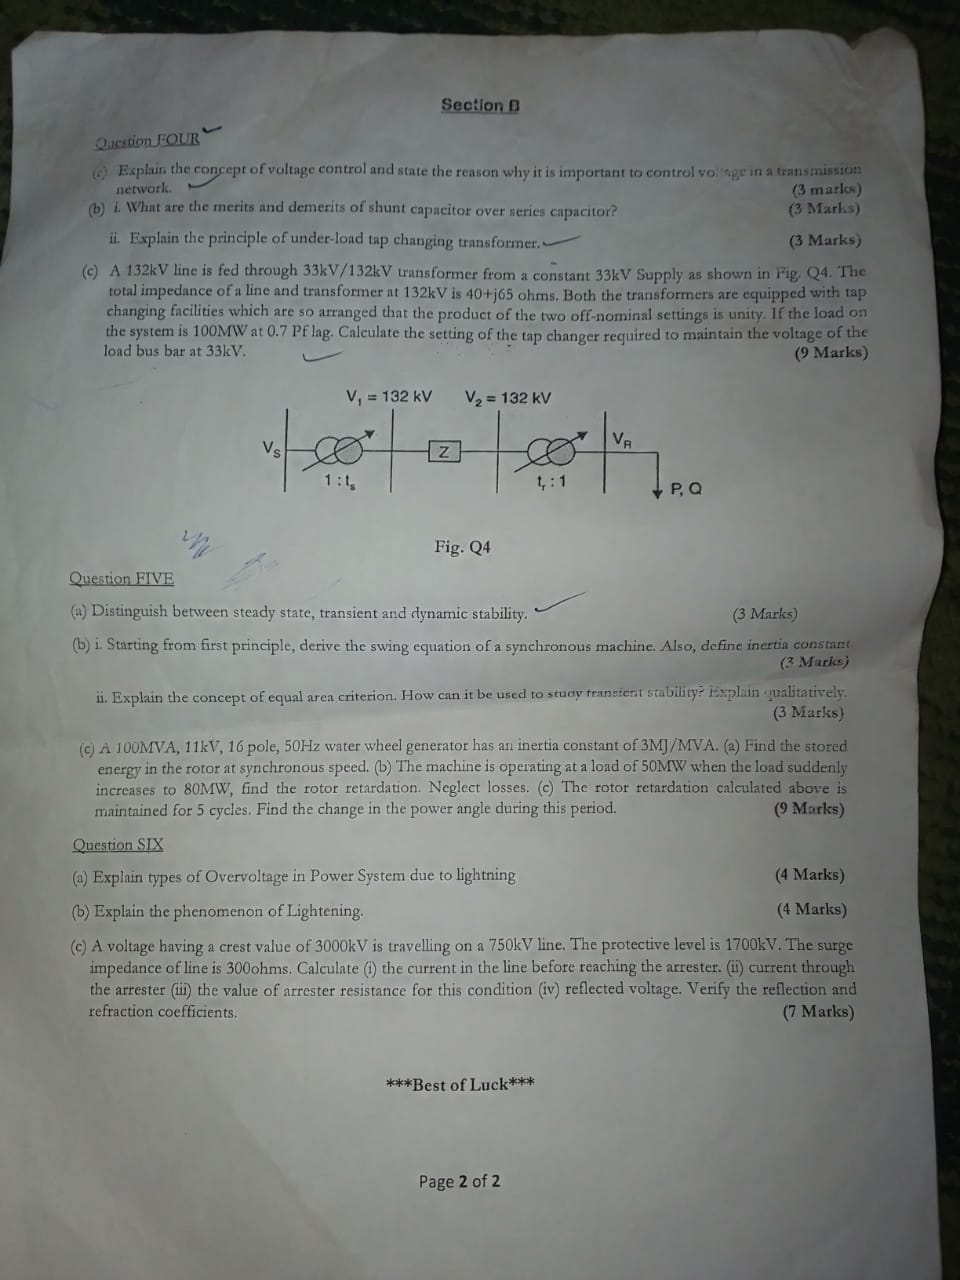 Section B
Question FOUR
Explain the concept of voltage control and state the reason why it is important to control voltage in a transmission
network. (3 marks)
(b) i. What are the merits and demerits of shunt capacitor over series capacitor? (3 Marks)
ii. Explain the principle of under-load tap changing transformer. (3 Marks)
(c) A 132kV line is fed through 33kV/132kV transformer from a constant 33kV Supply as shown in Fig. Q4. The
total impedance of a line and transformer at 132kV is 40+j65 ohms. Both the transformers are equipped with tap
changing facilities which are so arranged that the product of the two off-nominal settings is unity. If the load on
the system is 100MW at 0.7 Pf lag. Calculate the setting of the tap changer required to maintain the voltage of the
load bus bar at 33kV. (9 Marks)
V1 = 132 kV V2 = 132 kV
VS Z VR
1 : ts tr : 1 P, Q
Fig. Q4
Question FIVE
(a) Distinguish between steady state, transient and dynamic stability. (3 Marks)
(b) i. Starting from first principle, derive the swing equation of a synchronous machine. Also, define inertia constant.
(3 Marks)
ii. Explain the concept of equal area criterion. How can it be used to study transient stability? Explain qualitatively.
(3 Marks)
(c) A 100MVA, 11kV, 16 pole, 50Hz water wheel generator has an inertia constant of 3MJ/MVA. (a) Find the stored
energy in the rotor at synchronous speed. (b) The machine is operating at a load of 50MW when the load suddenly
increases to 80MW, find the rotor retardation. Neglect losses. (c) The rotor retardation calculated above is
maintained for 5 cycles. Find the change in the power angle during this period. (9 Marks)
Question SIX
(a) Explain types of Overvoltage in Power System due to lightning (4 Marks)
(b) Explain the phenomenon of Lightening. (4 Marks)
(c) A voltage having a crest value of 3000kV is travelling on a 750kV line. The protective level is 1700kV. The surge
impedance of line is 300ohms. Calculate (i) the current in the line before reaching the arrester. (ii) current through
the arrester (iii) the value of arrester resistance for this condition (iv) reflected voltage. Verify the reflection and
refraction coefficients. (7 Marks)
***Best of Luck***
Page 2 of 2